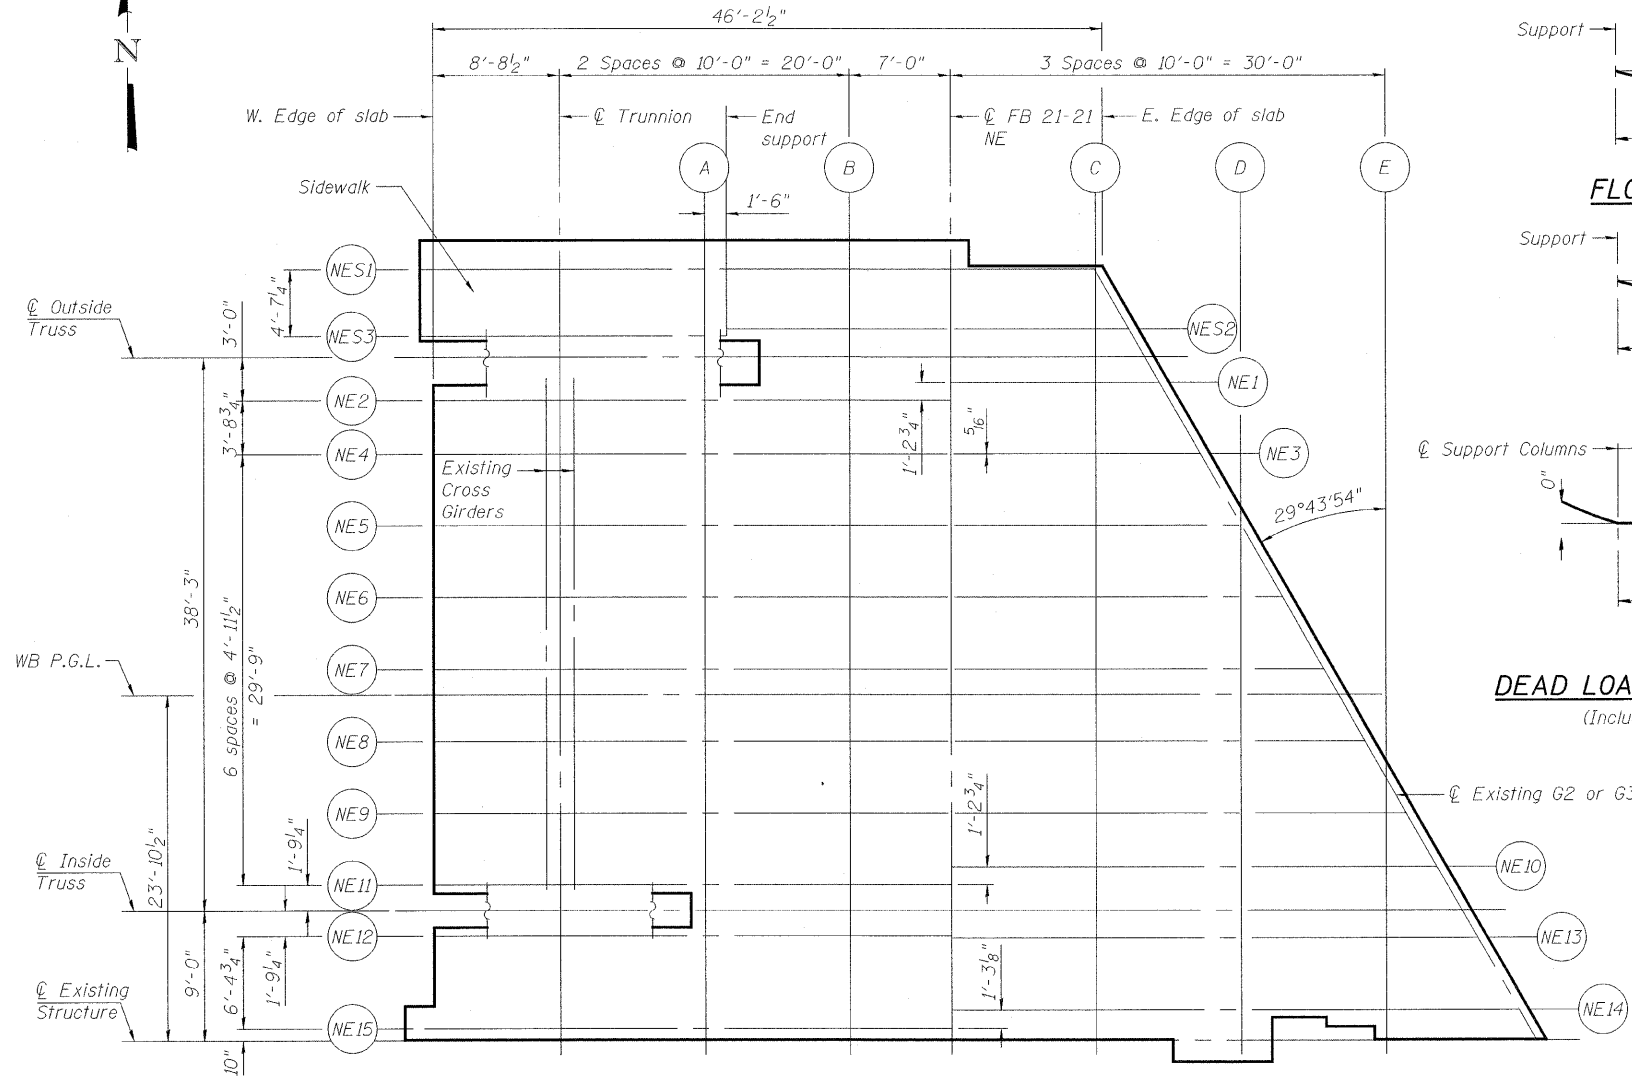 N
46'-2½"
8'-8½"
2 Spaces @ 10'-0" = 20'-0"
7'-0"
3 Spaces @ 10'-0" = 30'-0"
W. Edge of slab
℄ Trunnion
End
support
℄ FB 21-21
NE
E. Edge of slab
A
B
C
D
E
Sidewalk
1'-6"
NES1
4'-7¼"
NES3
NES2
℄ Outside
Truss
3'-0"
NE1
NE2
3'-8¾"
1'-2¾"
5/16"
NE4
NE3
Existing
Cross
Girders
NE5
29°43'54"
NE6
38'-3"
6 spaces @ 4'-11½"
= 29'-9"
NE7
WB P.G.L.
NE8
NE9
1'-2¾"
℄ Existing G2 or G3
1'-9¼"
23'-10½"
NE10
℄ Inside
Truss
NE11
NE12
NE13
9'-0"
6'-4¾"
1'-9¼"
1'-3⅛"
℄ Existing
Structure
NE15
NE14
10"
Support
FLO
Support
℄ Support Columns
0"
DEAD LOA
(Inclu